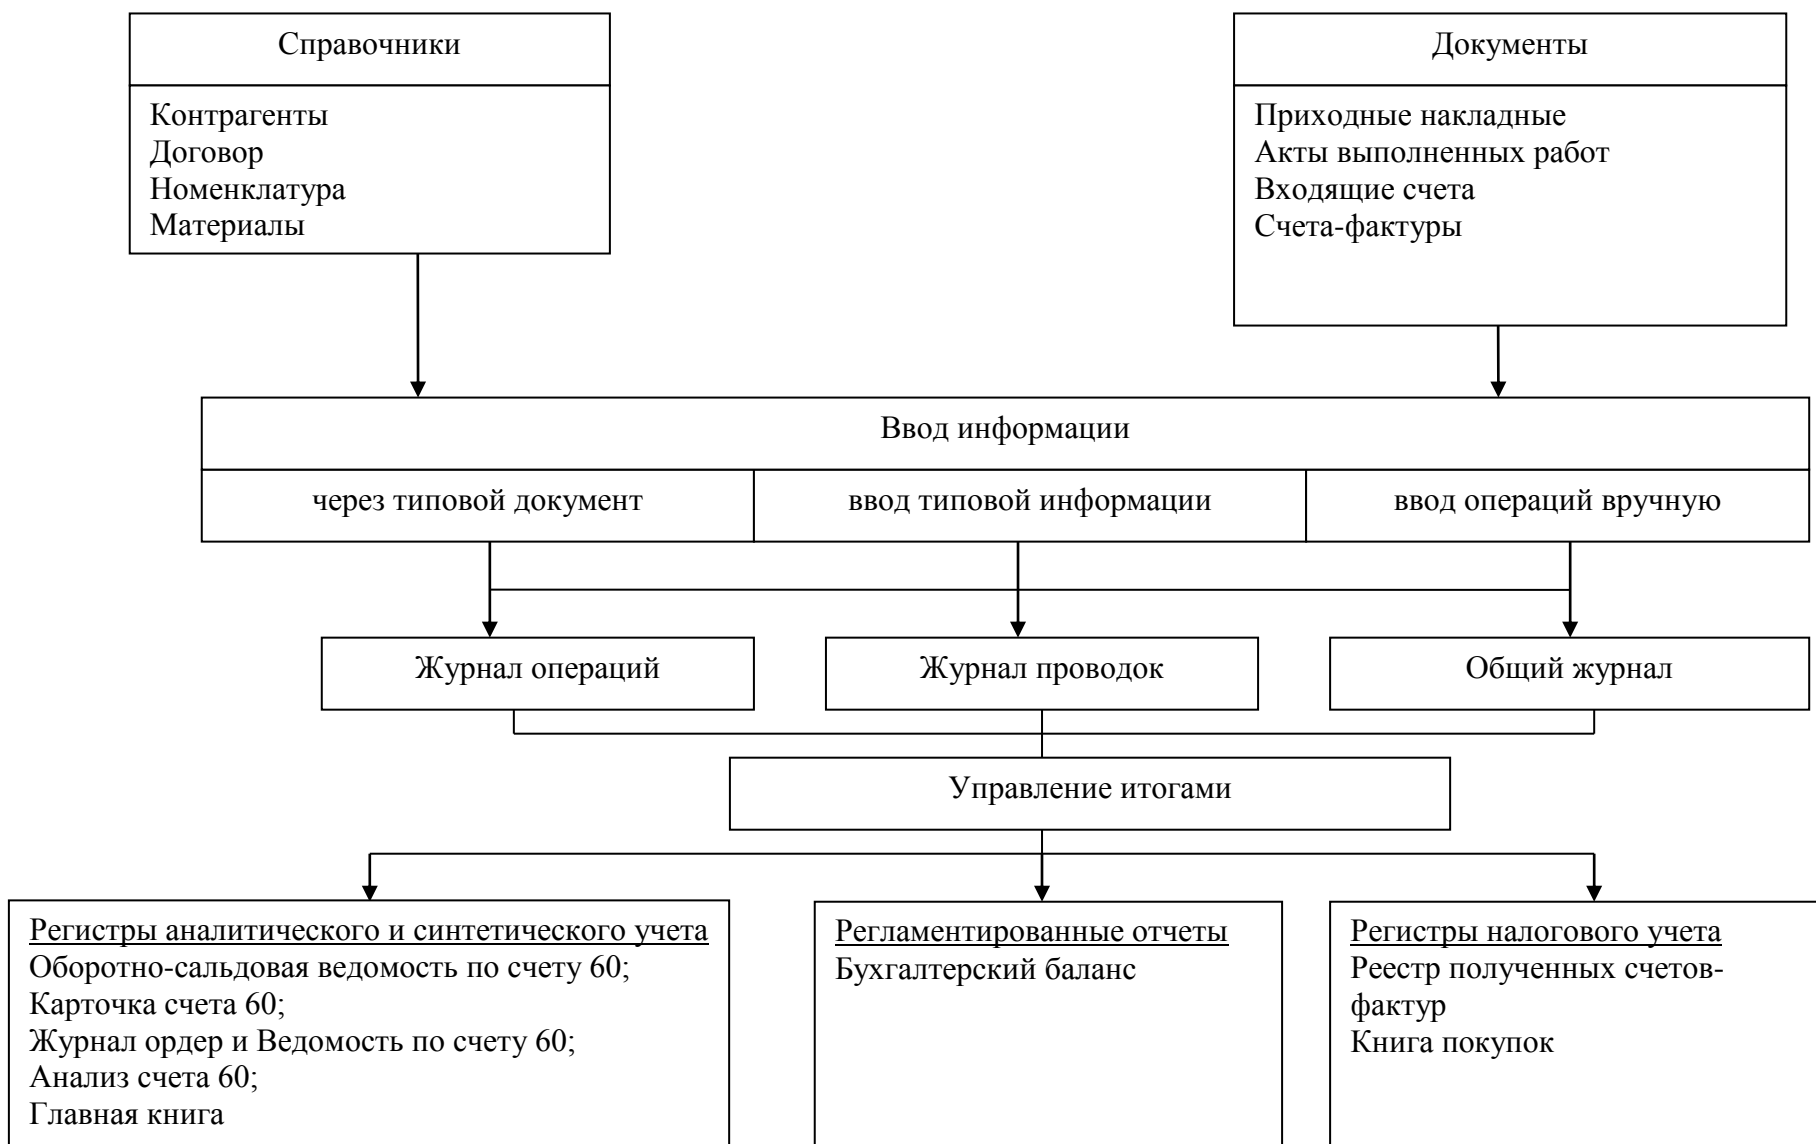 Справочники
Контрагенты
Договор
Номенклатура
Материалы
Документы
Приходные накладные
Акты выполненных работ
Входящие счета
Счета-фактуры
Ввод информации
через типовой документ
ввод типовой информации
ввод операций вручную
Журнал операций
Журнал проводок
Общий журнал
Управление итогами
Регистры аналитического и синтетического учета
Оборотно-сальдовая ведомость по счету 60;
Карточка счета 60;
Журнал ордер и Ведомость по счету 60;
Анализ счета 60;
Главная книга
Регламентированные отчеты
Бухгалтерский баланс
Регистры налогового учета
Реестр полученных счетов-
фактур
Книга покупок